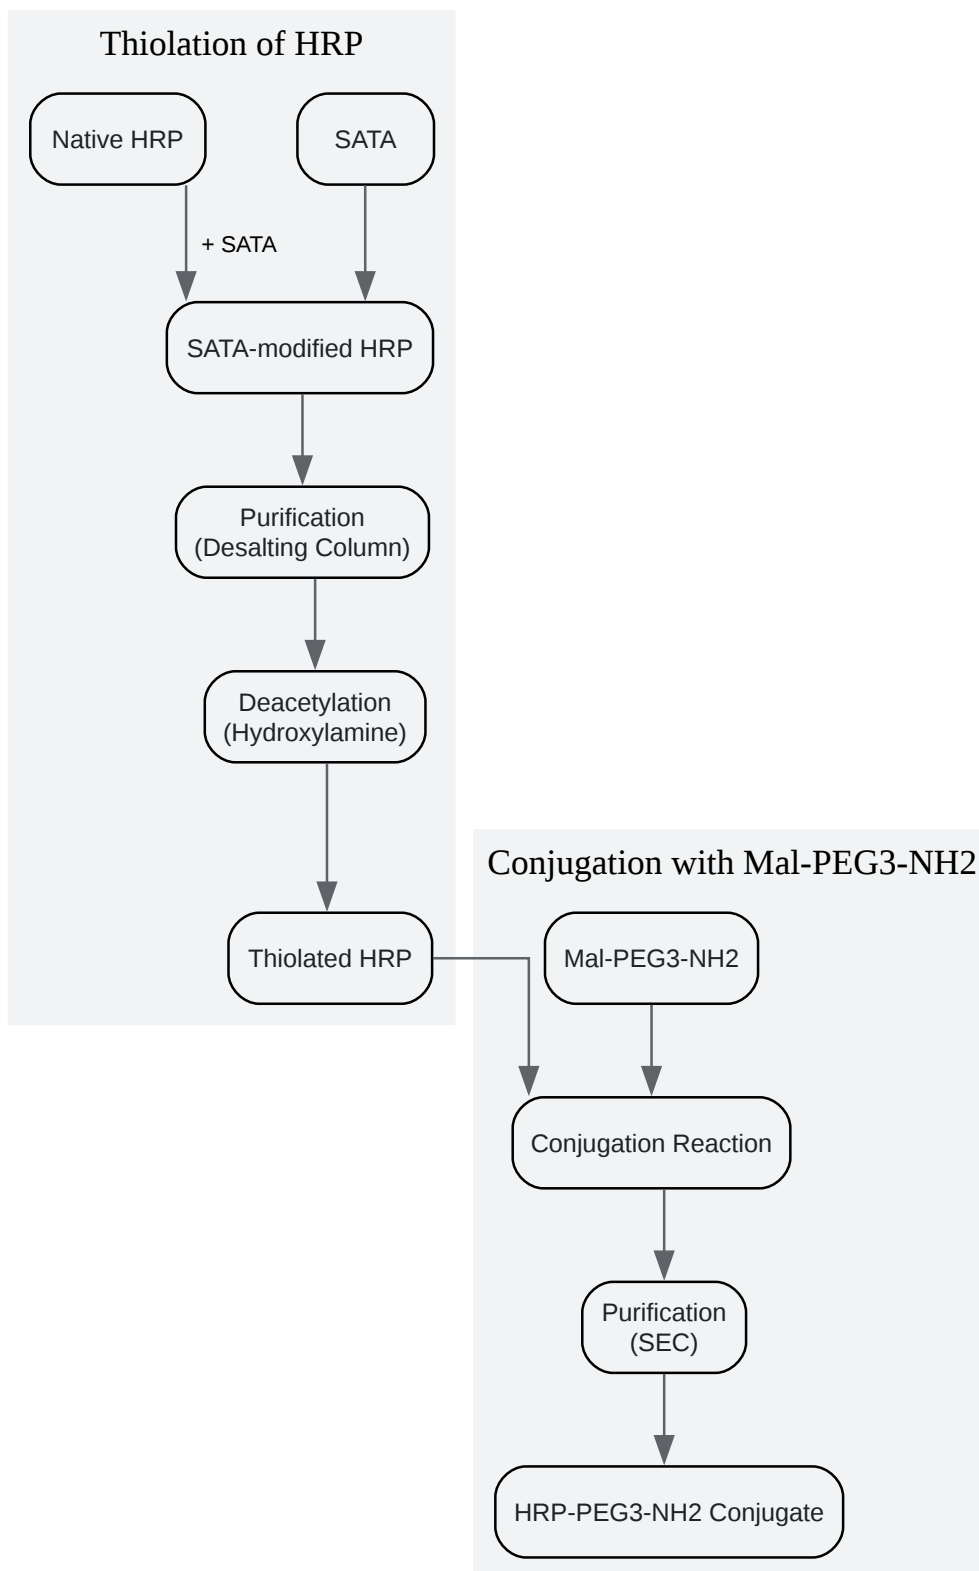 Thiolation of HRP
Native HRP
SATA
+ SATA
SATA-modified HRP
Purification
(Desalting Column)
Deacetylation
(Hydroxylamine)
Thiolated HRP
Conjugation with Mal-PEG3-NH2
Mal-PEG3-NH2
Conjugation Reaction
Purification
(SEC)
HRP-PEG3-NH2 Conjugate